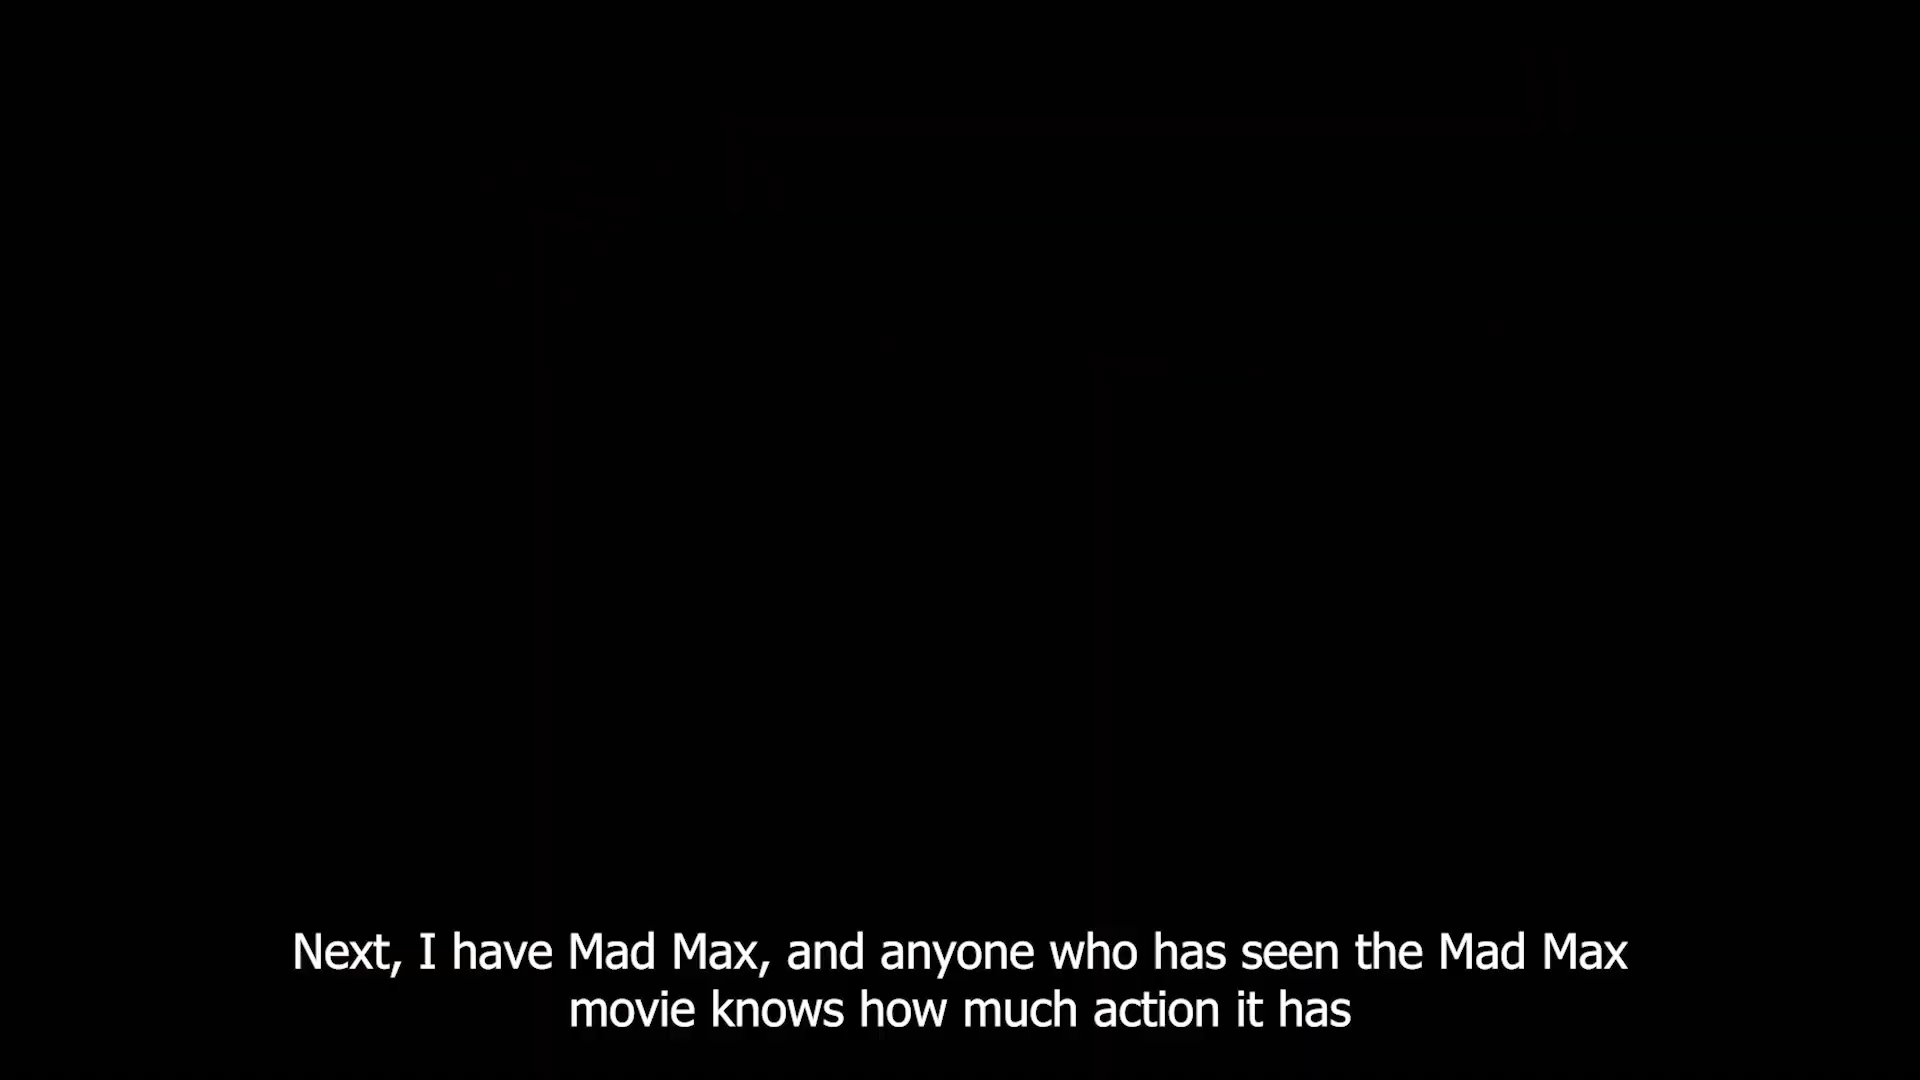 Next, I have Mad Max, and anyone who has seen the Mad Max
movie knows how much action it has